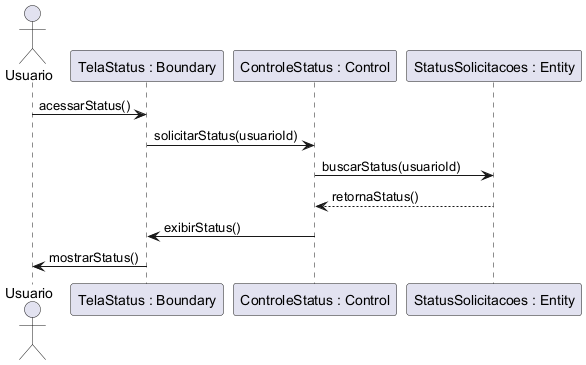 Usuario
TelaStatus : Boundary
ControleStatus : Control
StatusSolicitacoes : Entity
acessarStatus()
solicitarStatus(usuarioId)
buscarStatus(usuarioId)
retornaStatus()
exibirStatus()
mostrarStatus()
Usuario
TelaStatus : Boundary
ControleStatus : Control
StatusSolicitacoes : Entity